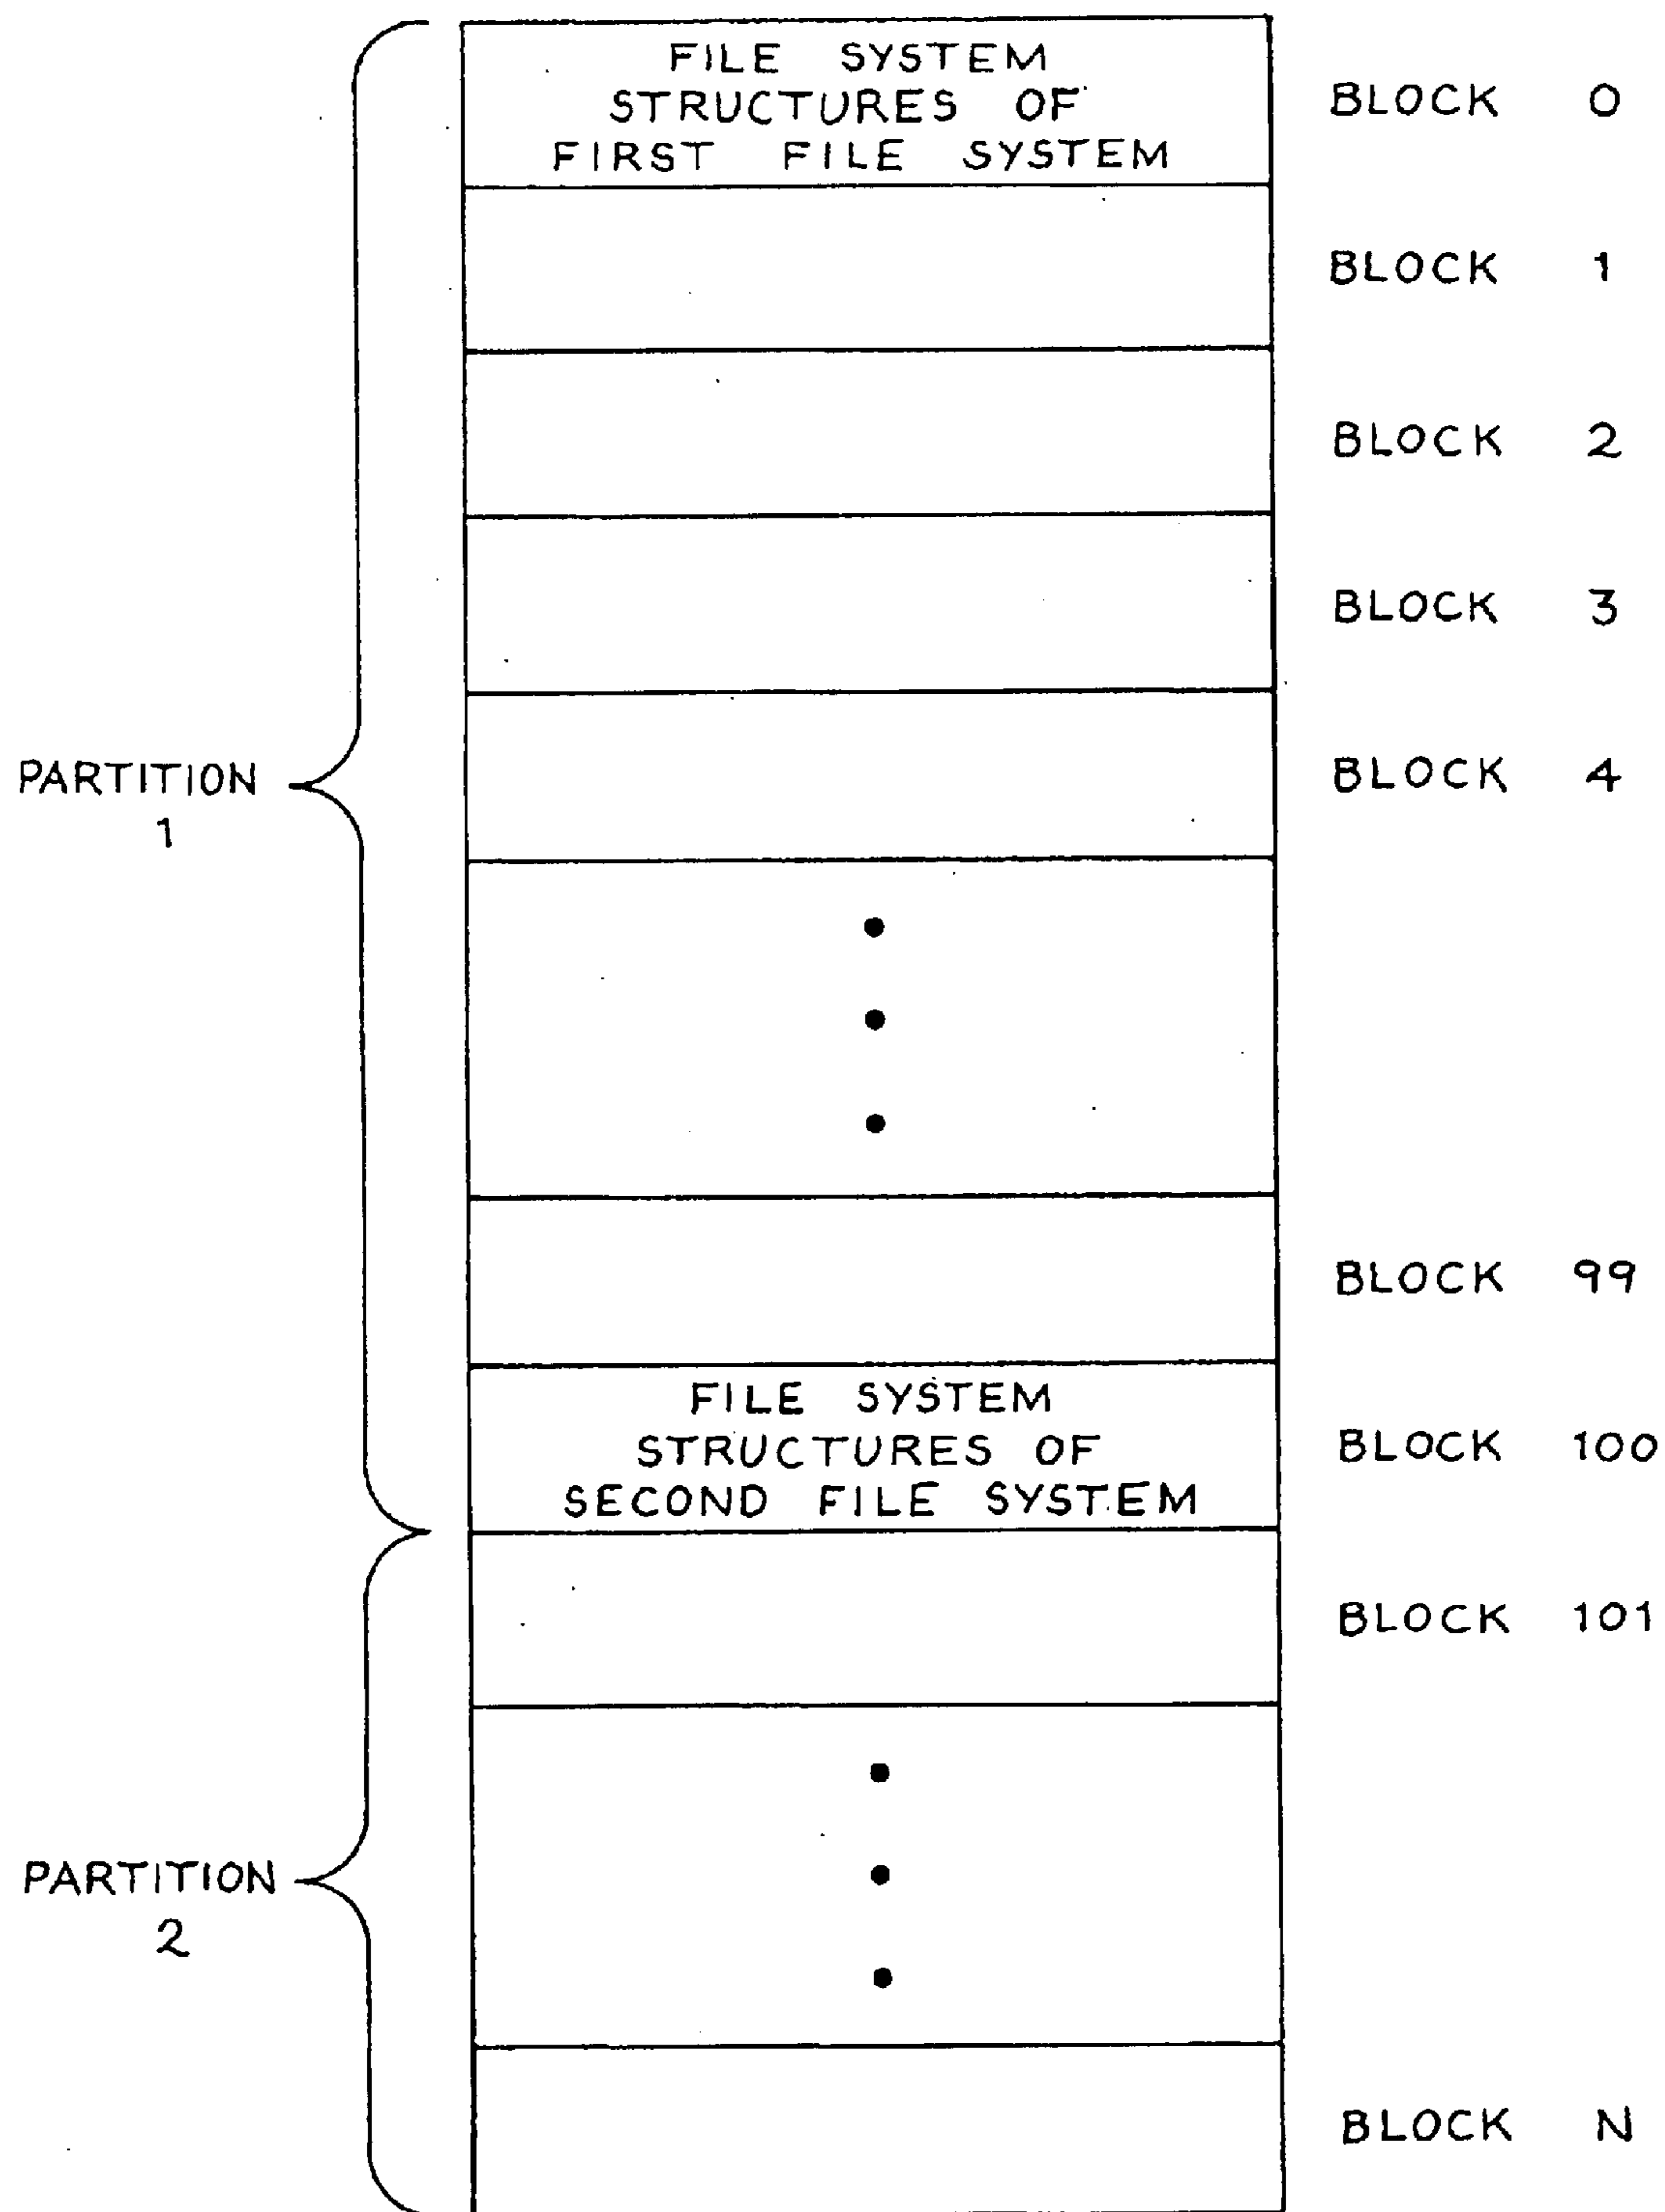 FILE SYSTEM
STRUCTURES OF
FIRST FILE SYSTEM
BLOCK 0
BLOCK 1
BLOCK 2
BLOCK 3
PARTITION
1
BLOCK 4
BLOCK 99
FILE SYSTEM
STRUCTURES OF
SECOND FILE SYSTEM
BLOCK 100
BLOCK 101
PARTITION
2
BLOCK N